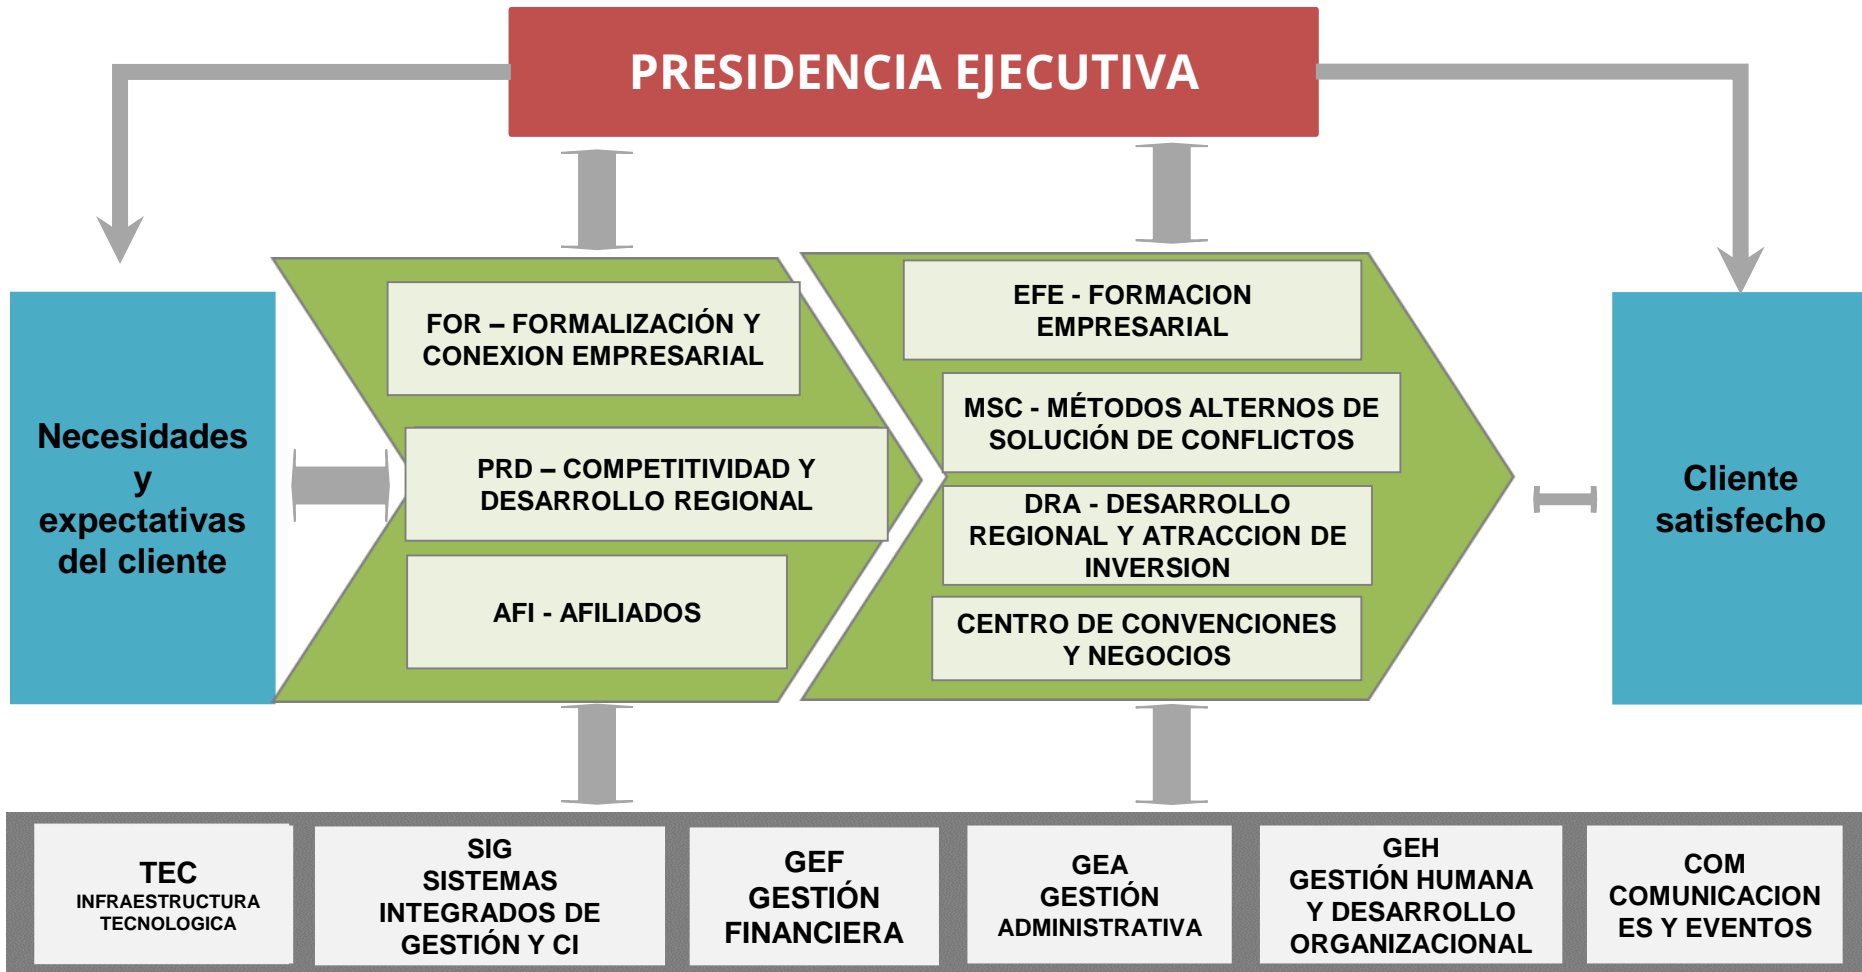 PRESIDENCIA EJECUTIVA
Necesidades
y
expectativas
del cliente
FOR – FORMALIZACIÓN Y
CONEXION EMPRESARIAL
PRD – COMPETITIVIDAD Y
DESARROLLO REGIONAL
AFI - AFILIADOS
EFE - FORMACION
EMPRESARIAL
MSC - MÉTODOS ALTERNOS DE
SOLUCIÓN DE CONFLICTOS
DRA - DESARROLLO
REGIONAL Y ATRACCION DE
INVERSION
CENTRO DE CONVENCIONES
Y NEGOCIOS
Cliente
satisfecho
TEC
INFRAESTRUCTURA
TECNOLOGICA
SIG
SISTEMAS
INTEGRADOS DE
GESTIÓN Y CI
GEF
GESTIÓN
FINANCIERA
GEA
GESTIÓN
ADMINISTRATIVA
GEH
GESTIÓN HUMANA
Y DESARROLLO
ORGANIZACIONAL
COM
COMUNICACION
ES Y EVENTOS